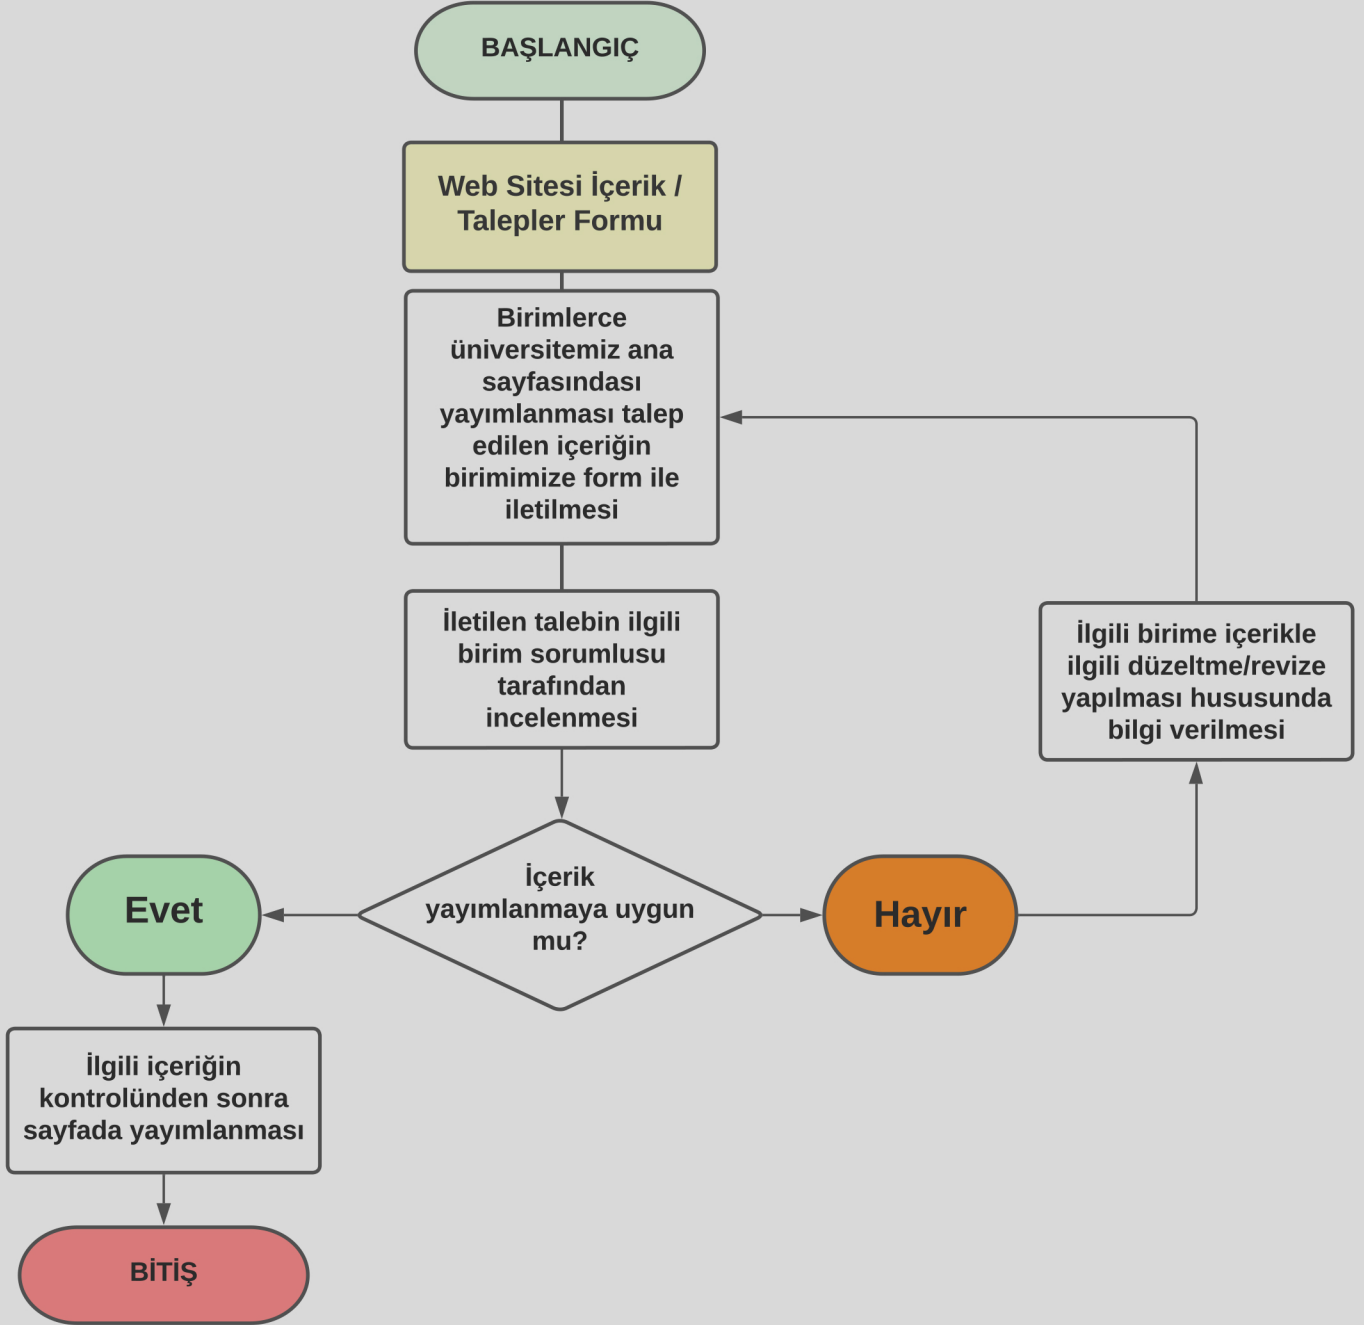 BAŞLANGIÇ
Web Sitesi İçerik /
Talepler Formu
Birimlerce
üniversitemiz ana
sayfasındası
yayımlanması talep
edilen içeriğin
birimimize form ile
iletilmesi
İletilen talebin ilgili
birim sorumlusu
tarafından
incelenmesi
İlgili birime içerikle
ilgili düzeltme/revize
yapılması hususunda
bilgi verilmesi
İçerik
yayımlanmaya uygun
mu?
Evet
Hayır
İlgili içeriğin
kontrolünden sonra
sayfada yayımlanması
BİTİŞ